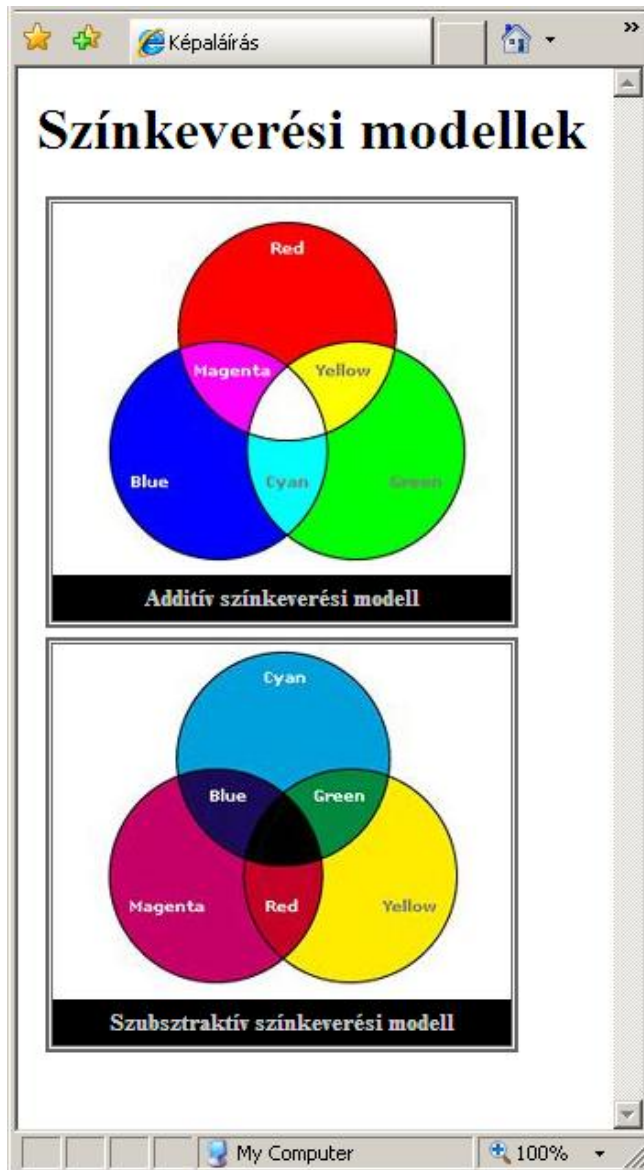 Képaláírás
»
Színkeverési modellek
Red
Magenta Yellow
Blue Cyan Green
Additív színkeverési modell
Cyan
Blue Green
Magenta Red Yellow
Szubsztraktív színkeverési modell
My Computer 100%